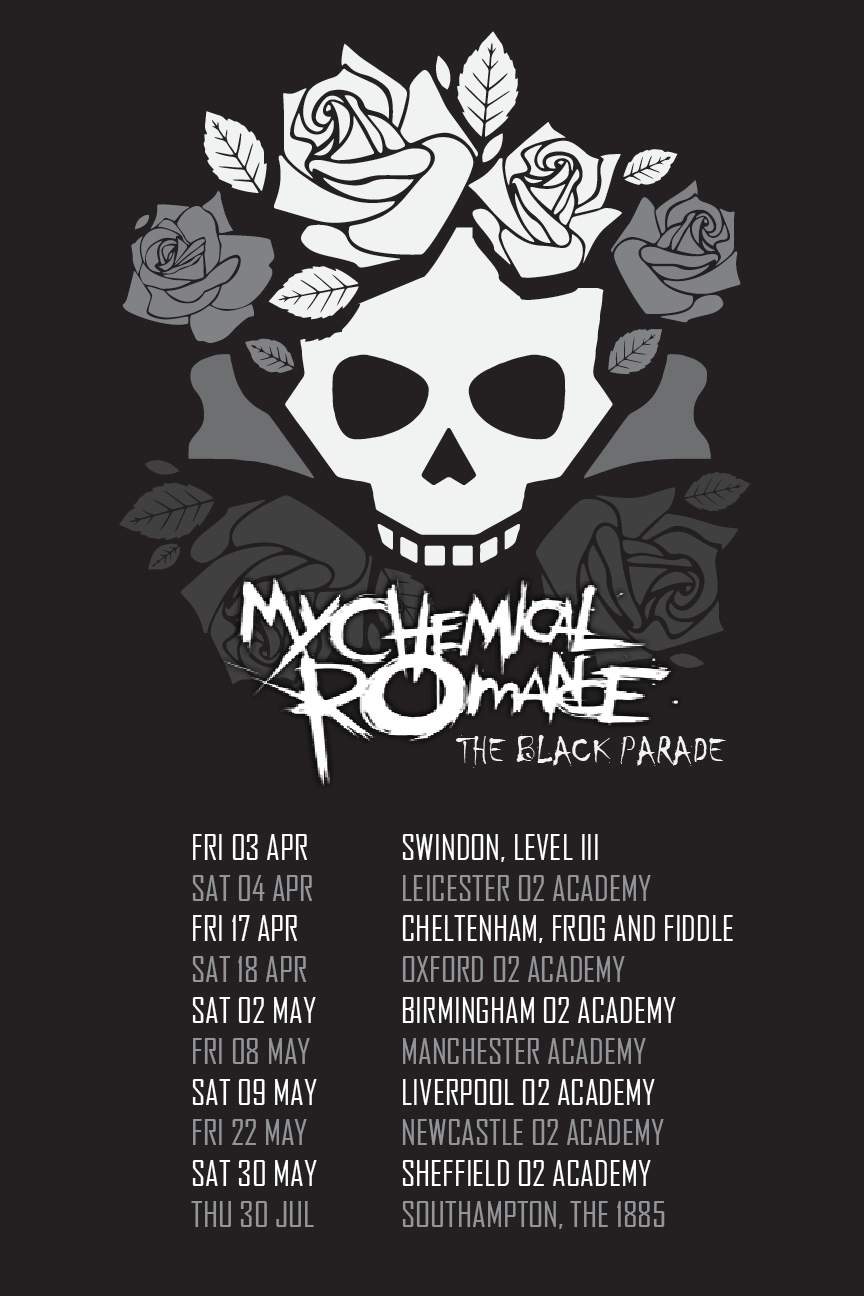 MY CHEMICAL
ROMANCE
THE BLACK PARADE
FRI 03 APR SWINDON, LEVEL III
SAT 04 APR LEICESTER O2 ACADEMY
FRI 17 APR CHELTENHAM, FROG AND FIDDLE
SAT 18 APR OXFORD O2 ACADEMY
SAT 02 MAY BIRMINGHAM O2 ACADEMY
FRI 08 MAY MANCHESTER ACADEMY
SAT 09 MAY LIVERPOOL O2 ACADEMY
FRI 22 MAY NEWCASTLE O2 ACADEMY
SAT 30 MAY SHEFFIELD O2 ACADEMY
THU 30 JUL SOUTHAMPTON, THE 1885